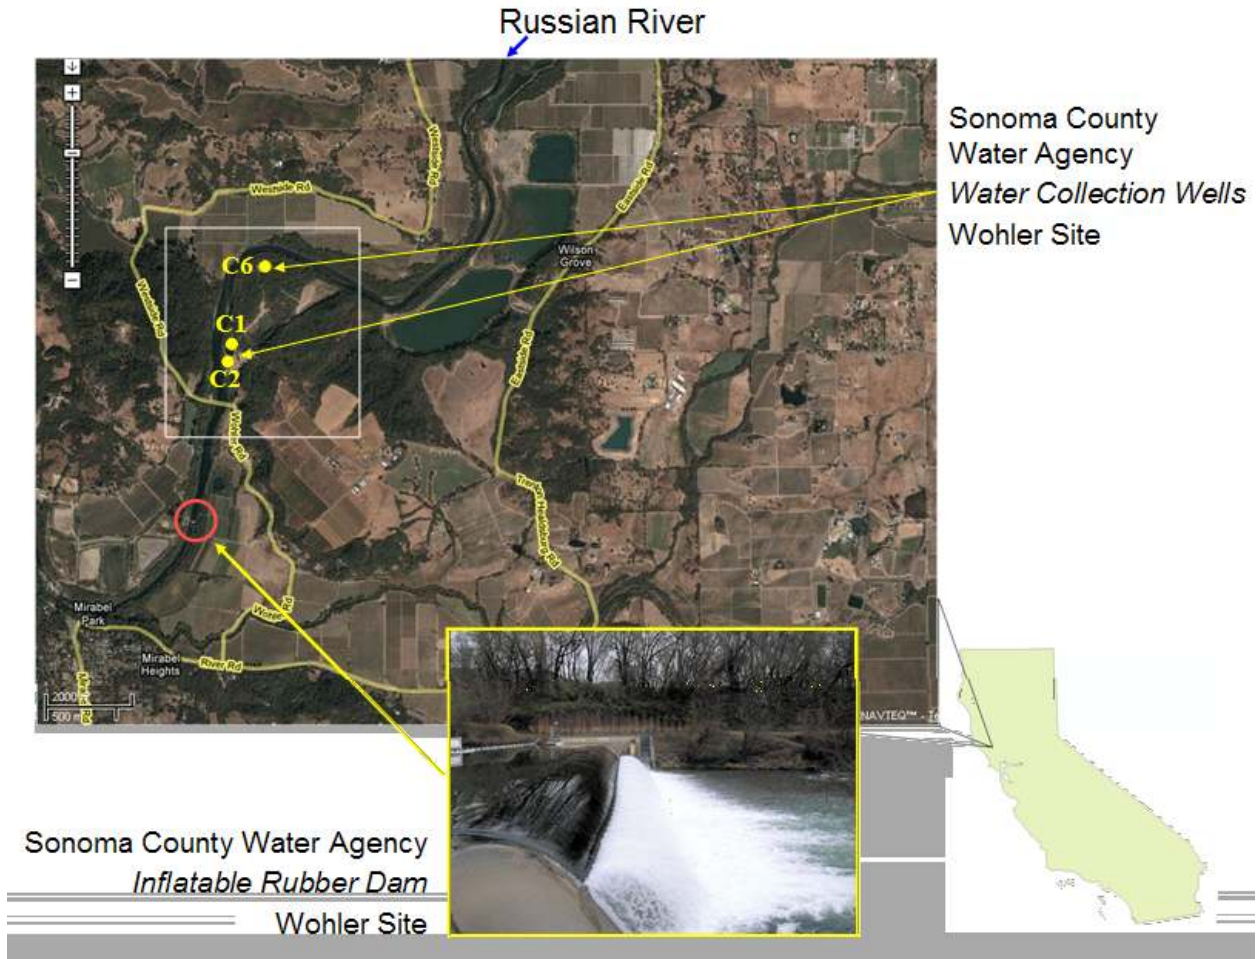 Russian River
Sonoma County
Water Agency
Water Collection Wells
Wohler Site
Westside Rd
Westside Rd
Eastside Rd
Wilson
Grove
C6
Westside Rd
C1
C2
Eastside Rd
Wohler Rd
Trenton Healdsburg Rd
Mirabel
Park
Mirabel
Heights
River Rd
2000
500 m
NAVTEQ™ - Te
Sonoma County Water Agency
Inflatable Rubber Dam
Wohler Site